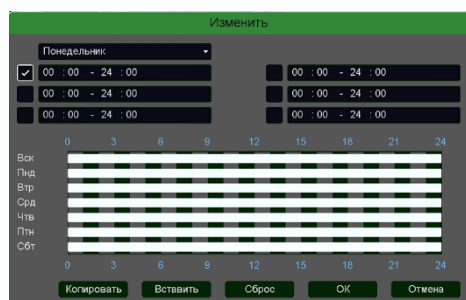 Изменить
Понедельник
00 :00 - 24 :00 00 :00 - 24 :00
00 :00 - 24 :00 00 :00 - 24 :00
00 :00 - 24 :00 00 :00 - 24 :00
0 3 6 9 12 15 18 21 24
Вск
Пнд
Втр
Срд
Чтв
Птн
Сбт
0 3 6 9 12 15 18 21 24
Копировать Вставить Сброс OK Отмена